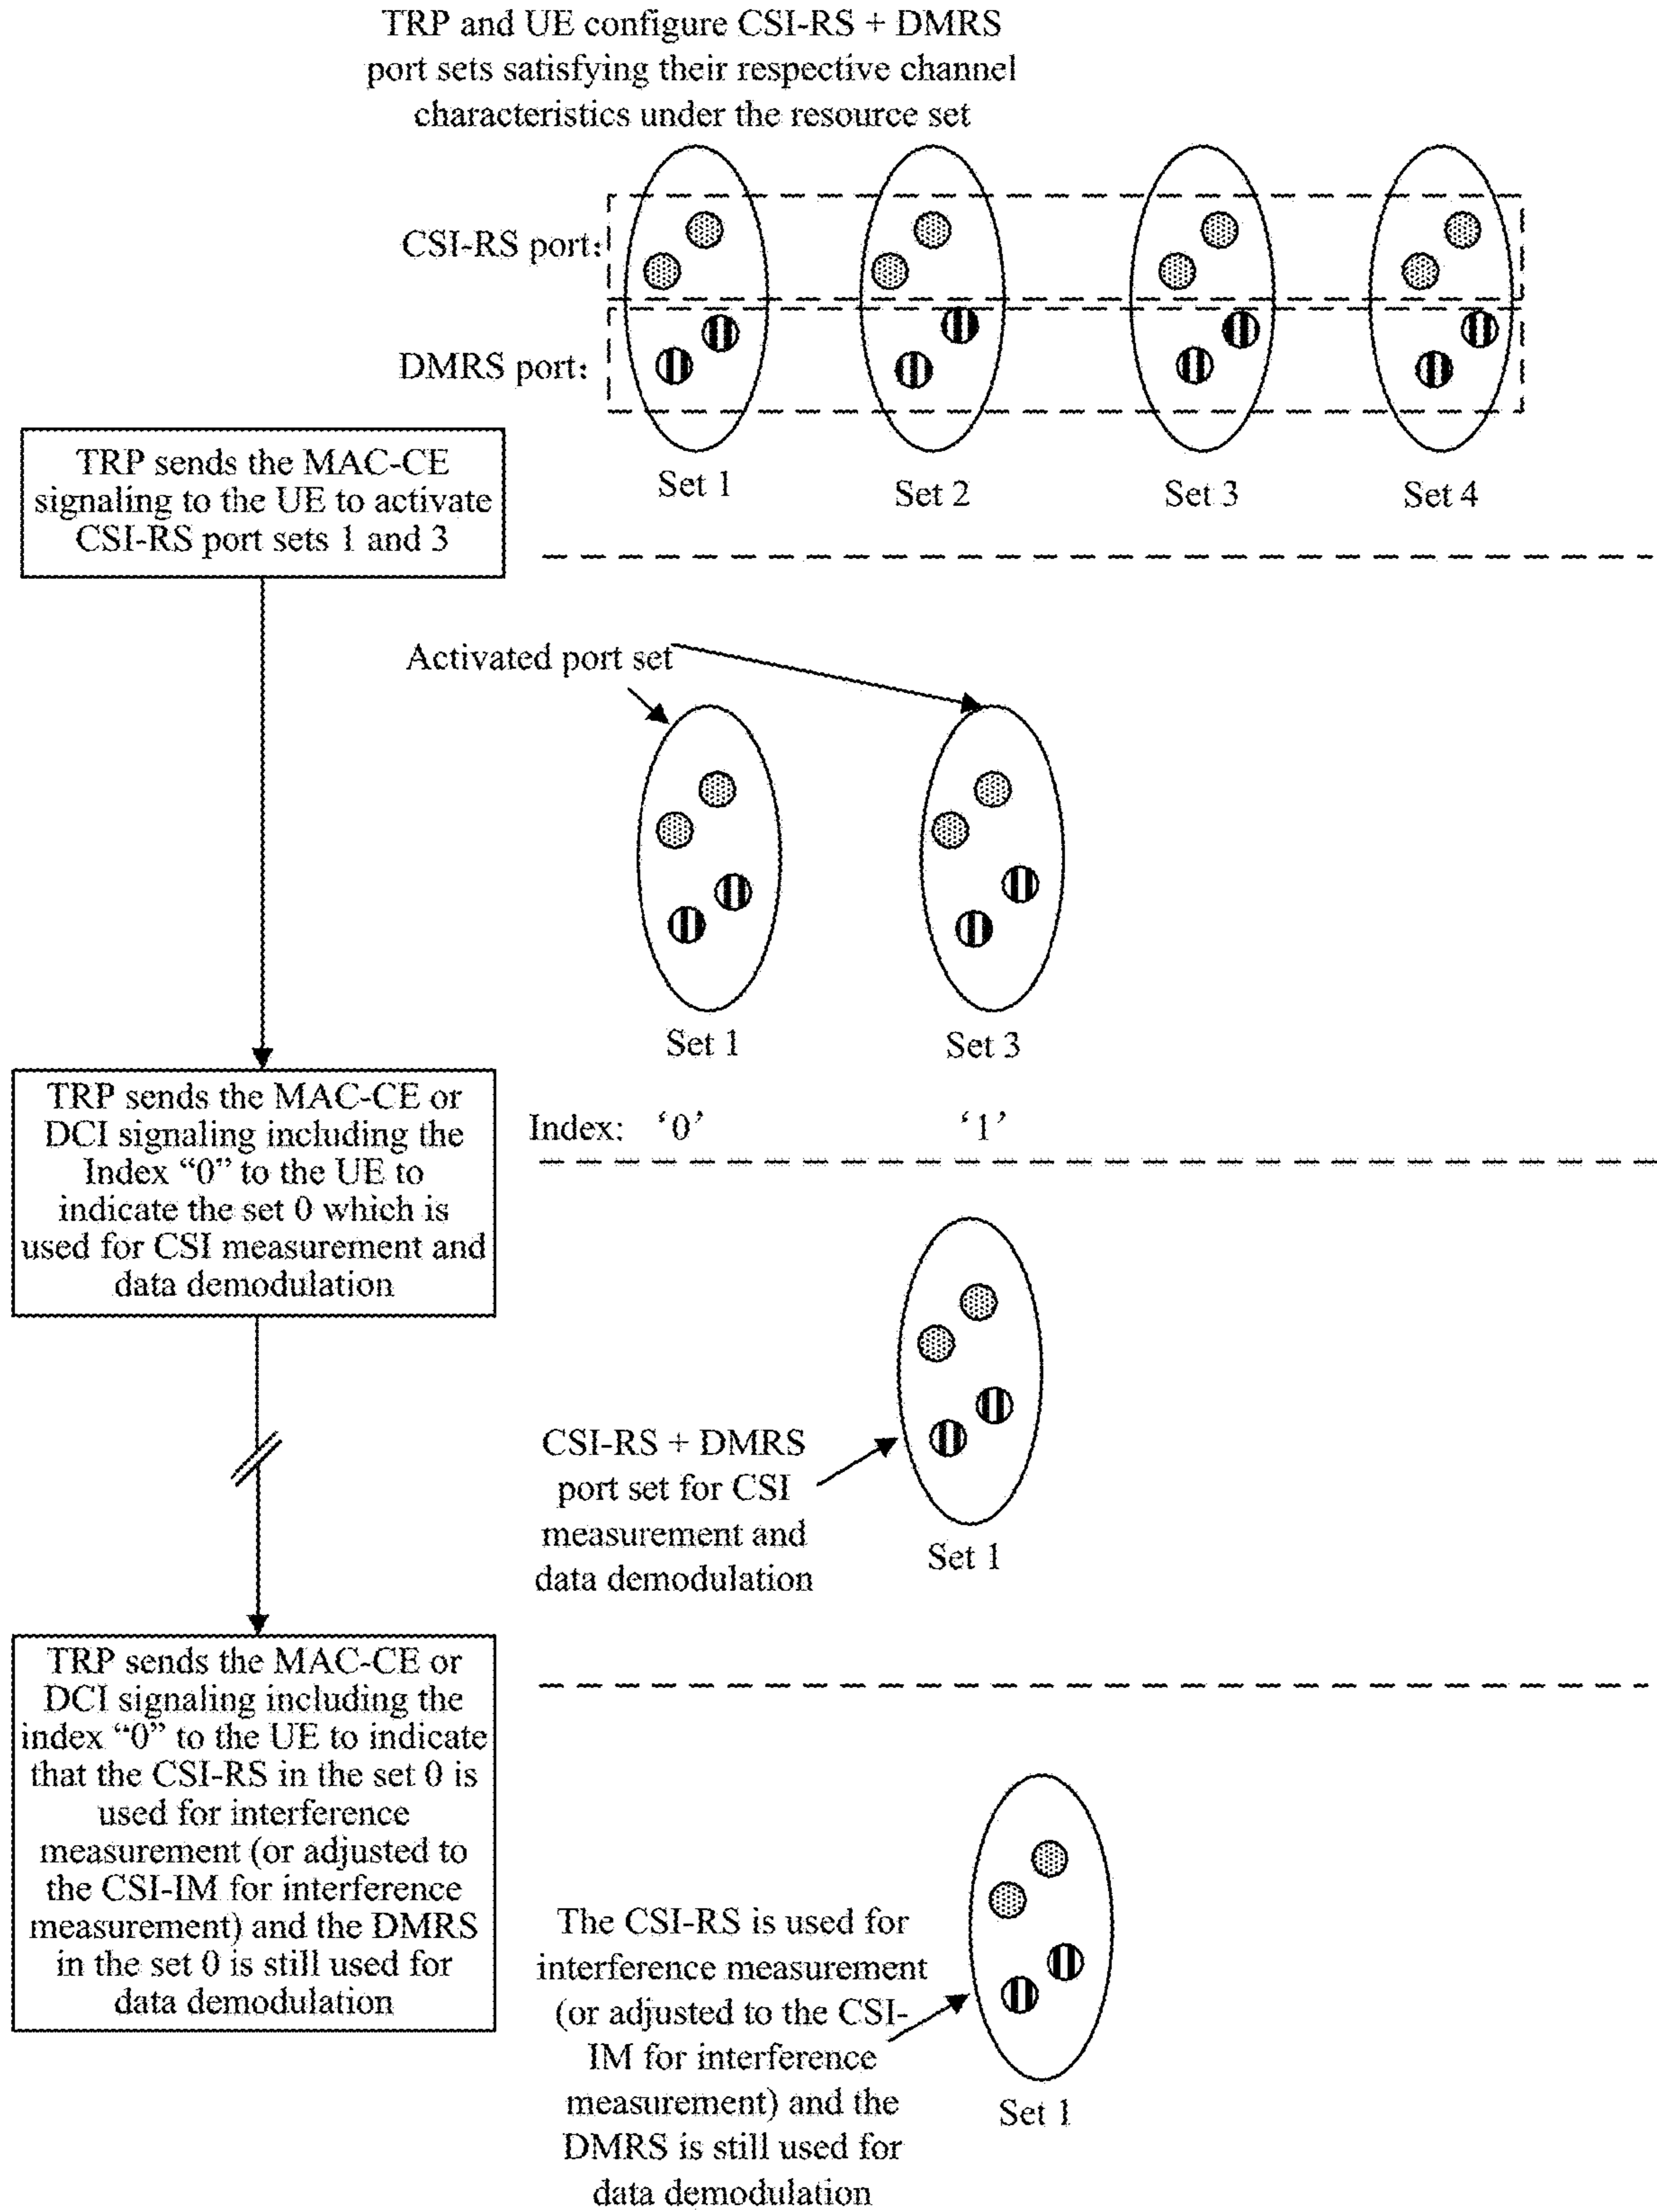 TRP and UE configure CSI-RS + DMRS
port sets satisfying their respective channel
characteristics under the resource set
CSI-RS port:
DMRS port:
Set 1
Set 2
Set 3
Set 4
TRP sends the MAC-CE
signaling to the UE to activate
CSI-RS port sets 1 and 3
Activated port set
Set 1
Set 3
Index: ‘0’ ‘1’
TRP sends the MAC-CE or
DCI signaling including the
Index “0” to the UE to
indicate the set 0 which is
used for CSI measurement and
data demodulation
CSI-RS + DMRS
port set for CSI
measurement and
data demodulation
Set 1
TRP sends the MAC-CE or
DCI signaling including the
index “0” to the UE to indicate
that the CSI-RS in the set 0 is
used for interference
measurement (or adjusted to
the CSI-IM for interference
measurement) and the DMRS
in the set 0 is still used for
data demodulation
The CSI-RS is used for
interference measurement
(or adjusted to the CSI-
IM for interference
measurement) and the
DMRS is still used for
data demodulation
Set 1